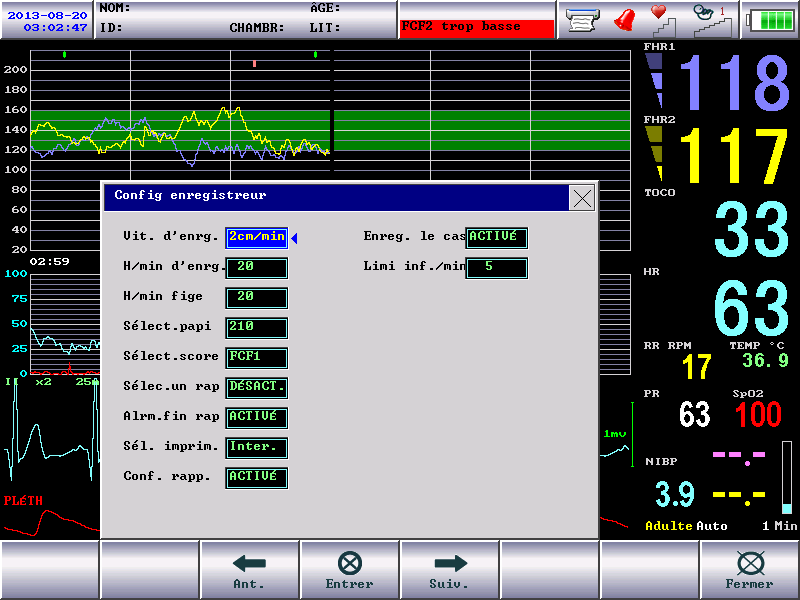 2013-08-20
03:02:47
NOM:
ÂGE:
ID:
CHAMBR:
LIT:
FCF2 trop basse
1
200
180
160
140
120
100
80
60
40
20
02:59
100
75
50
25
0
II x2 250
PLÉTH
1mv
Config enregistreur
Vit. d'enrg. 2cm/min
H/min d'enrg. 20
H/min fige 20
Sélect.papi 210
Sélect.score FCF1
Sélec.un rap DÉSACT.
Alrm.fin rap ACTIVÉ
Sél. imprim. Inter.
Conf. rapp. ACTIVÉ
Enreg. le cas ACTIVÉ
Limi inf./min 5
FHR1
118
FHR2
117
TOCO
33
HR
63
RR RPM
17
TEMP °C
36.9
PR
63
SpO2
100
NIBP
--.-
3.9
--.-
Adulte Auto 1 Min
Ant.
Entrer
Suiv.
Fermer